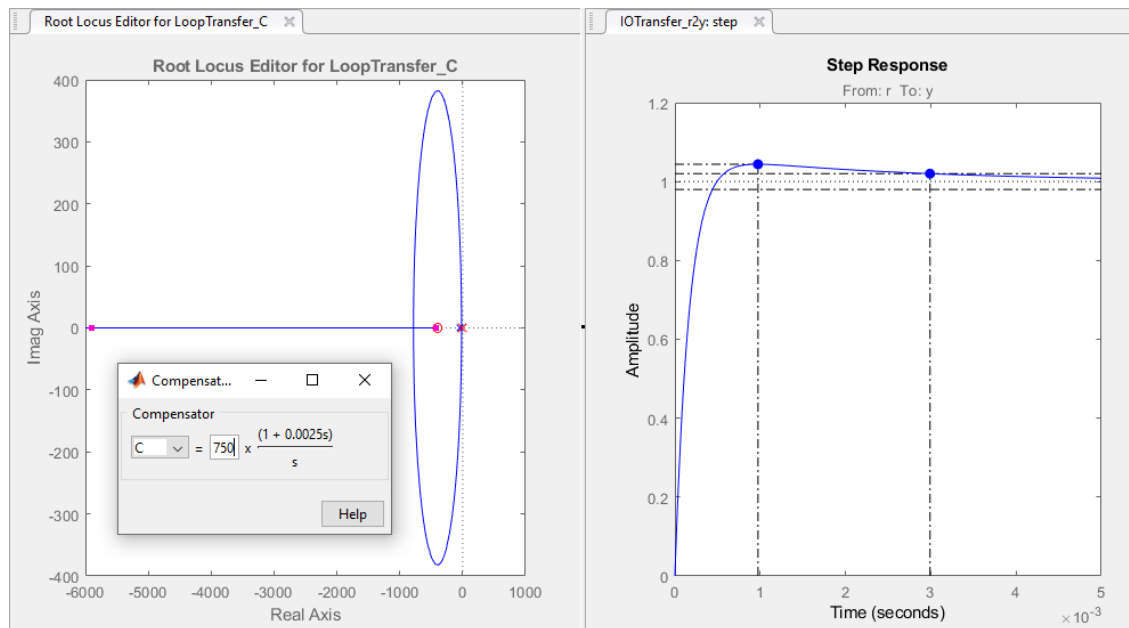 Root Locus Editor for LoopTransfer_C
Root Locus Editor for LoopTransfer_C
400
300
200
100
0
-100
-200
-300
-400
Imag Axis
-6000 -5000 -4000 -3000 -2000 -1000 0 1000
Real Axis
Compensat...
Compensator
C = 750 x (1 + 0.0025s)
s
Help
IOTransfer_r2y: step
Step Response
From: r To: y
1.2
1
0.8
0.6
0.4
0.2
0
Amplitude
0 1 2 3 4 5
Time (seconds)
×10⁻³